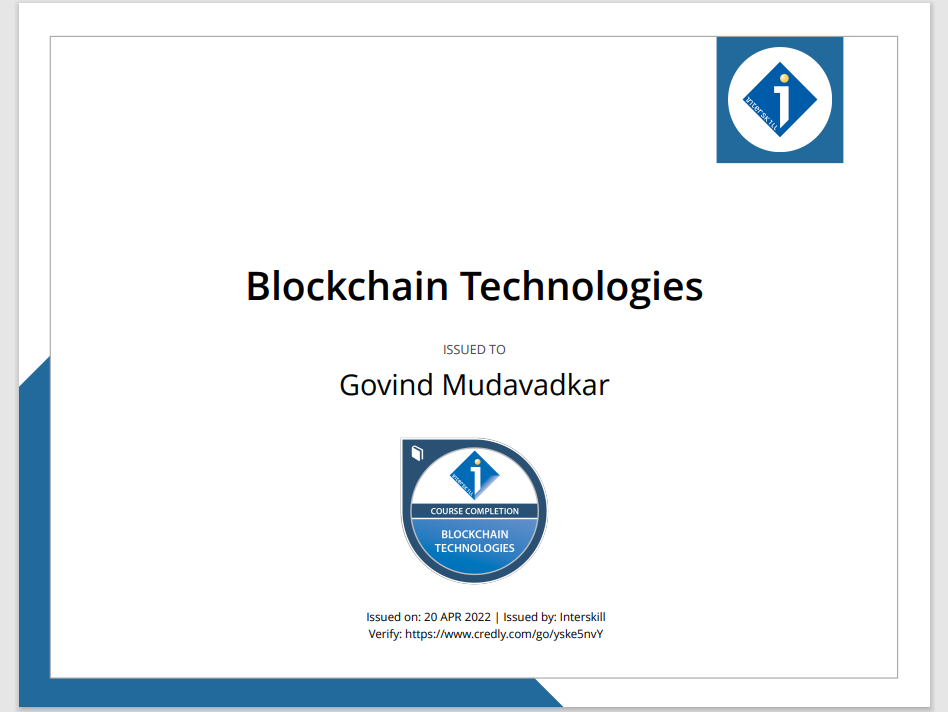 interskill
Blockchain Technologies
ISSUED TO
Govind Mudavadkar
interskill
COURSE COMPLETION
BLOCKCHAIN
TECHNOLOGIES
Issued on: 20 APR 2022 | Issued by: Interskill
Verify: https://www.credly.com/go/yske5nvY